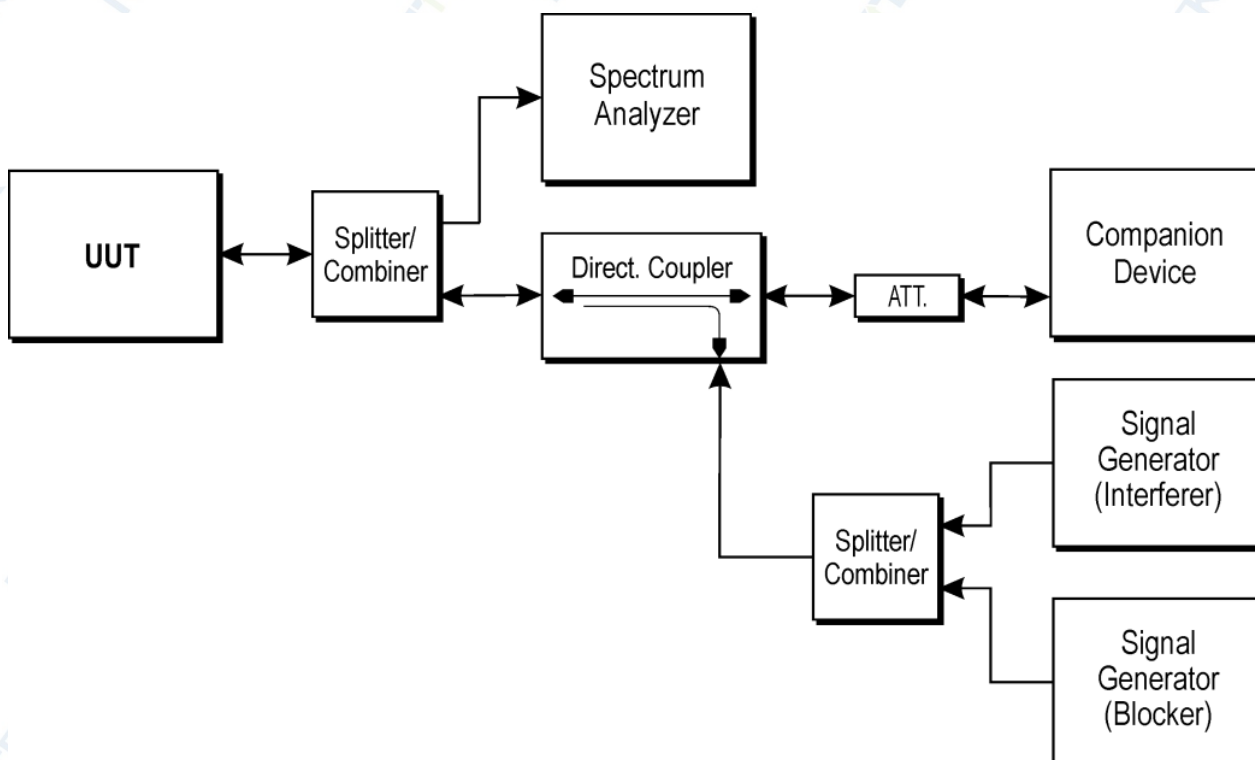 Spectrum
Analyzer
UUT
Splitter/
Combiner
Direct. Coupler
ATT.
Companion
Device
Signal
Generator
(Interferer)
Splitter/
Combiner
Signal
Generator
(Blocker)